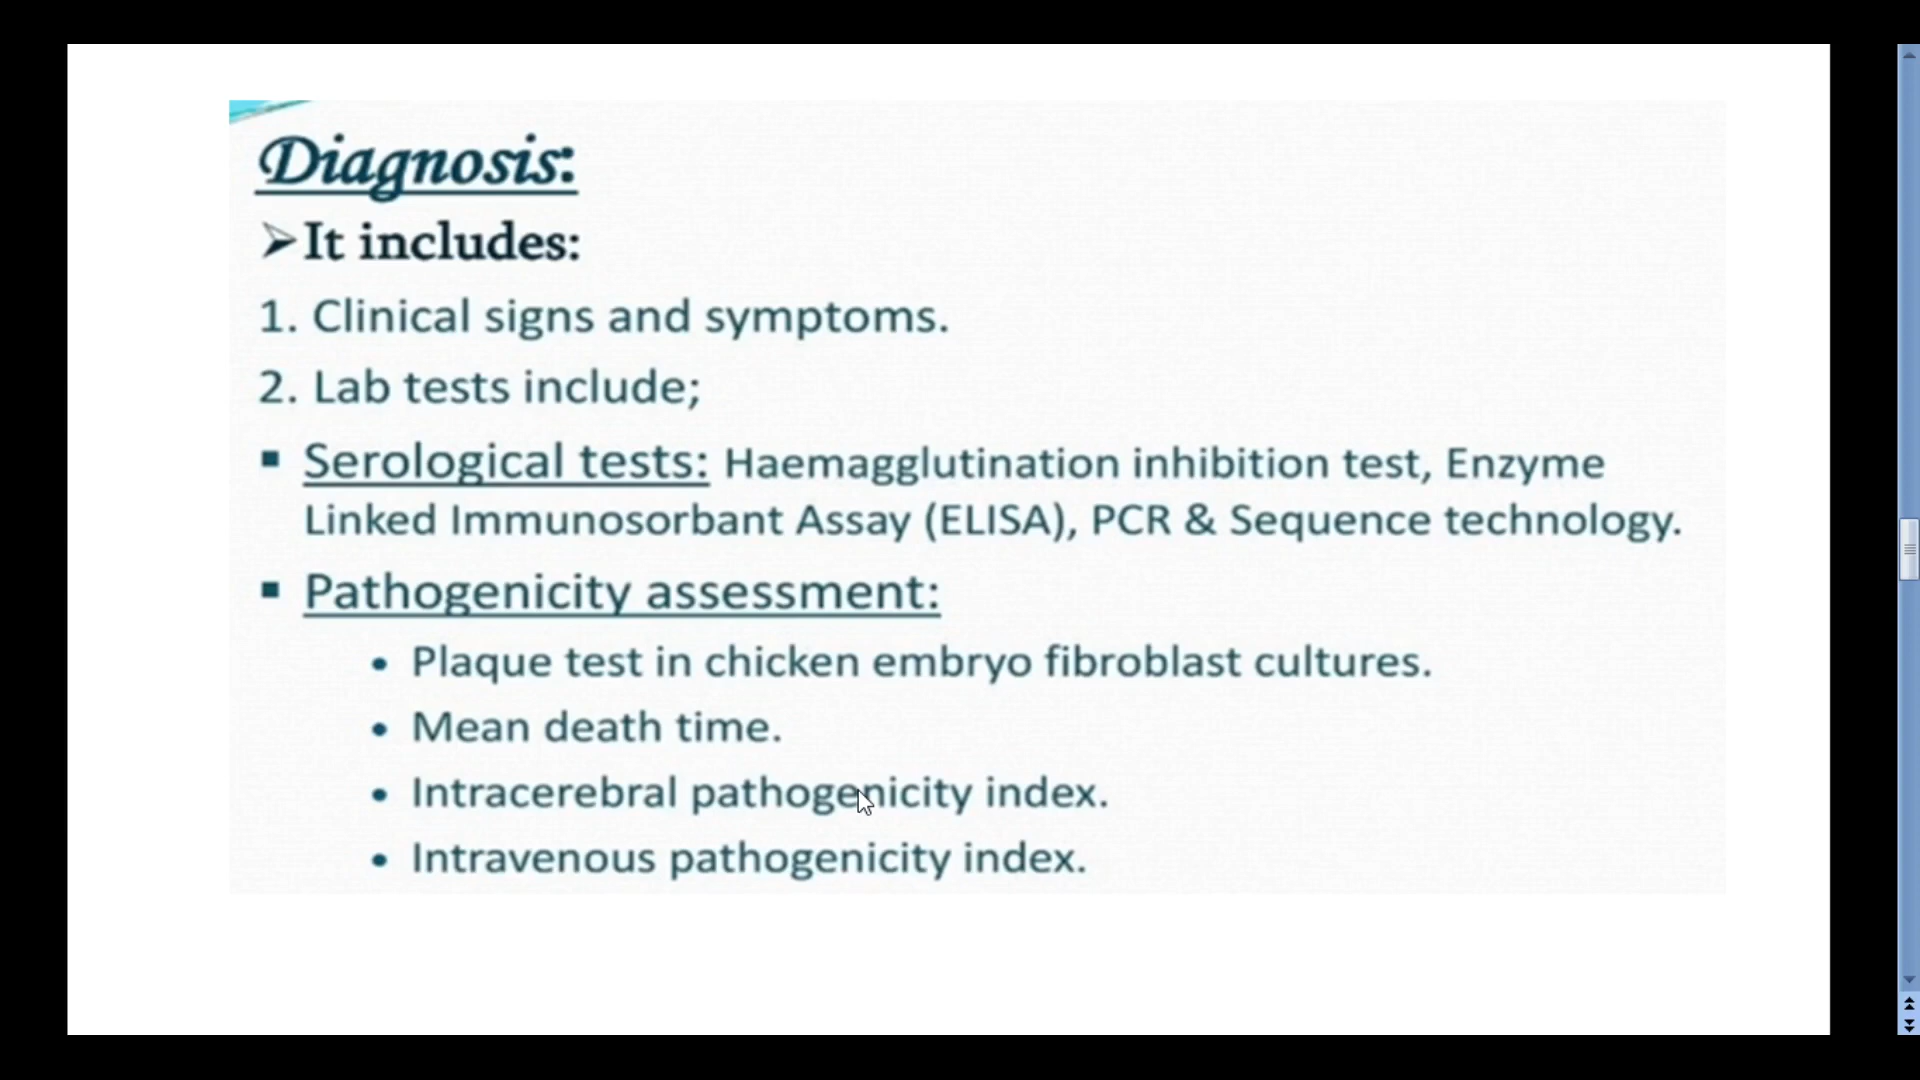 Diagnosis:
➢It includes:
1. Clinical signs and symptoms.
2. Lab tests include;
▪ Serological tests: Haemagglutination inhibition test, Enzyme
Linked Immunosorbant Assay (ELISA), PCR & Sequence technology.
▪ Pathogenicity assessment:
• Plaque test in chicken embryo fibroblast cultures.
• Mean death time.
• Intracerebral pathogenicity index.
• Intravenous pathogenicity index.